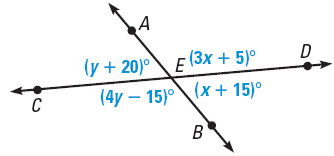 A
(y + 20)° E (3x + 5)° D
C (4y − 15)° (x + 15)°
B